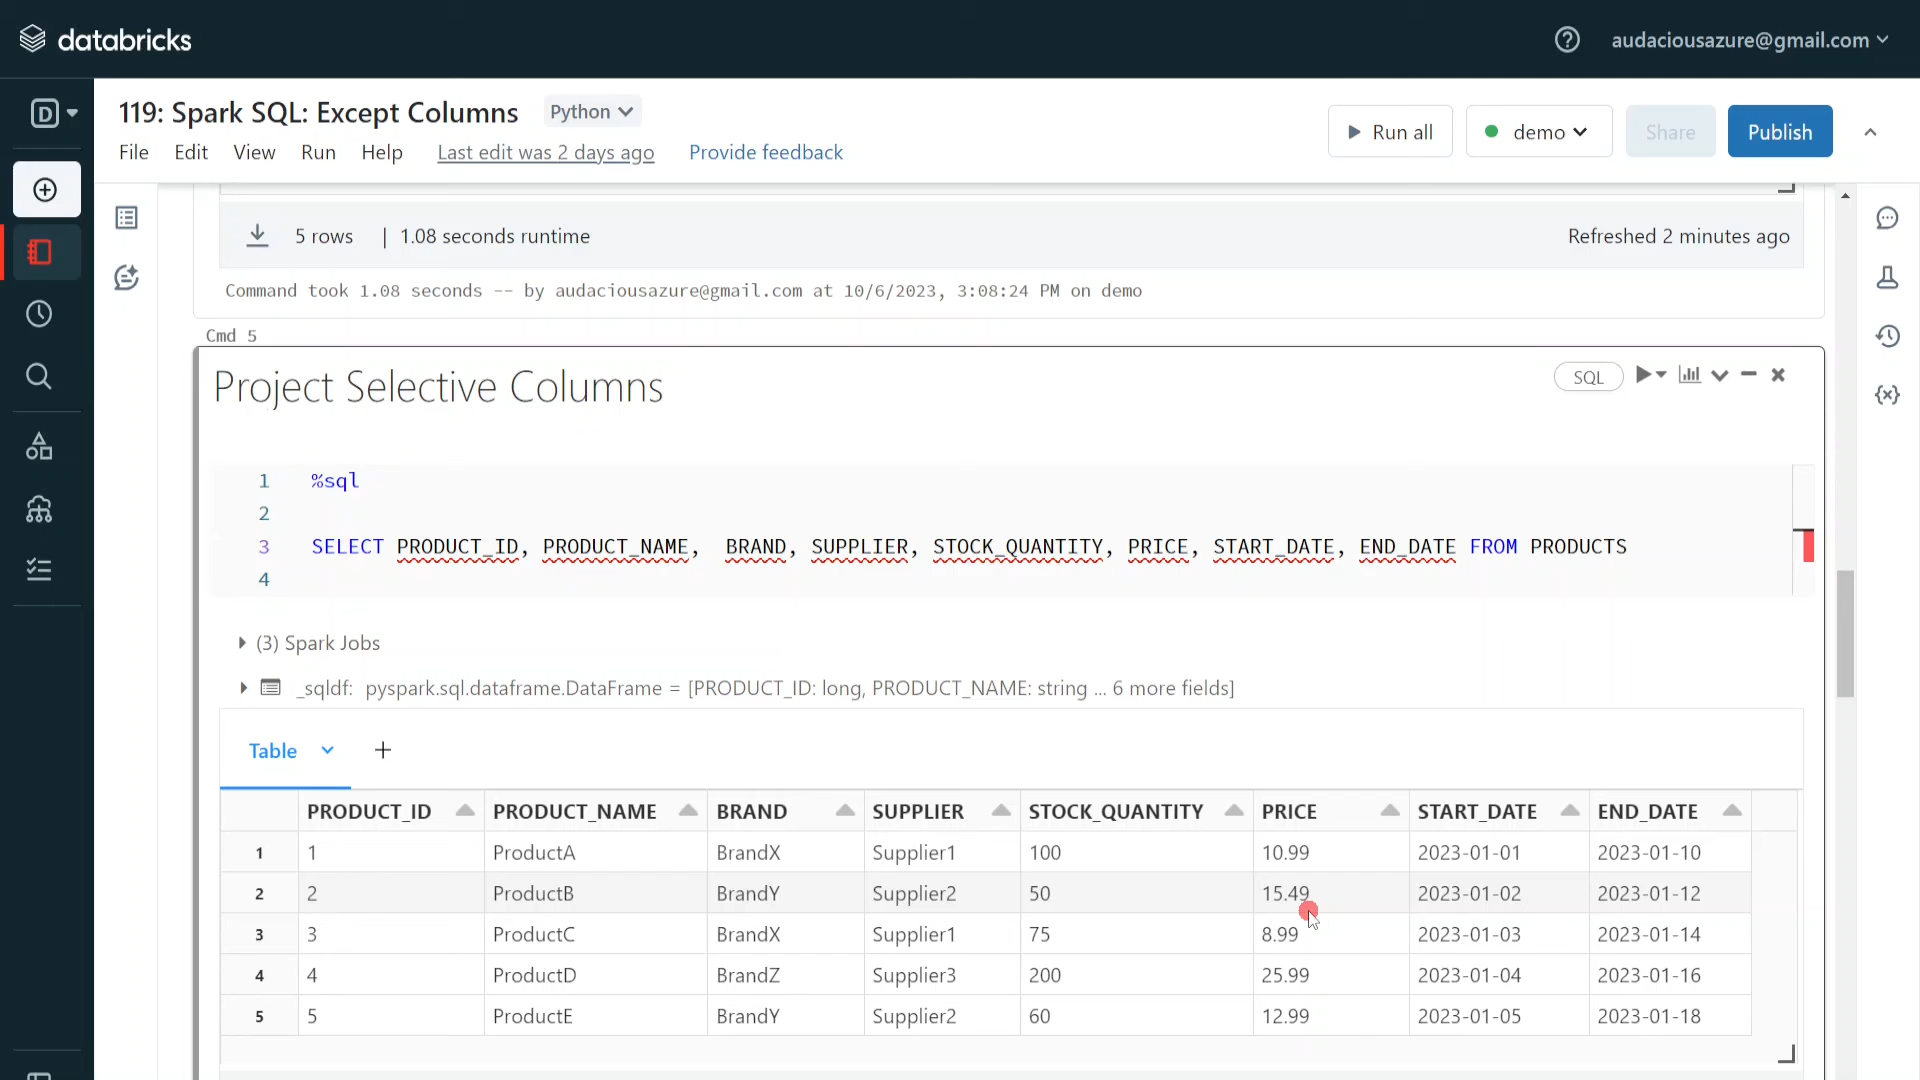 databricks
audaciousazure@gmail.com
D
119: Spark SQL: Except Columns Python
File Edit View Run Help Last edit was 2 days ago Provide feedback
Run all demo Share Publish
5 rows | 1.08 seconds runtime
Refreshed 2 minutes ago
Command took 1.08 seconds -- by audaciousazure@gmail.com at 10/6/2023, 3:08:24 PM on demo
Cmd 5
Project Selective Columns
SQL
1 %sql
2
3 SELECT PRODUCT_ID, PRODUCT_NAME, BRAND, SUPPLIER, STOCK_QUANTITY, PRICE, START_DATE, END_DATE FROM PRODUCTS
4
(3) Spark Jobs
_sqldf: pyspark.sql.dataframe.DataFrame = [PRODUCT_ID: long, PRODUCT_NAME: string ... 6 more fields]
Table +
PRODUCT_ID PRODUCT_NAME BRAND SUPPLIER STOCK_QUANTITY PRICE START_DATE END_DATE
1 1 ProductA BrandX Supplier1 100 10.99 2023-01-01 2023-01-10
2 2 ProductB BrandY Supplier2 50 15.49 2023-01-02 2023-01-12
3 3 ProductC BrandX Supplier1 75 8.99 2023-01-03 2023-01-14
4 4 ProductD BrandZ Supplier3 200 25.99 2023-01-04 2023-01-16
5 5 ProductE BrandY Supplier2 60 12.99 2023-01-05 2023-01-18